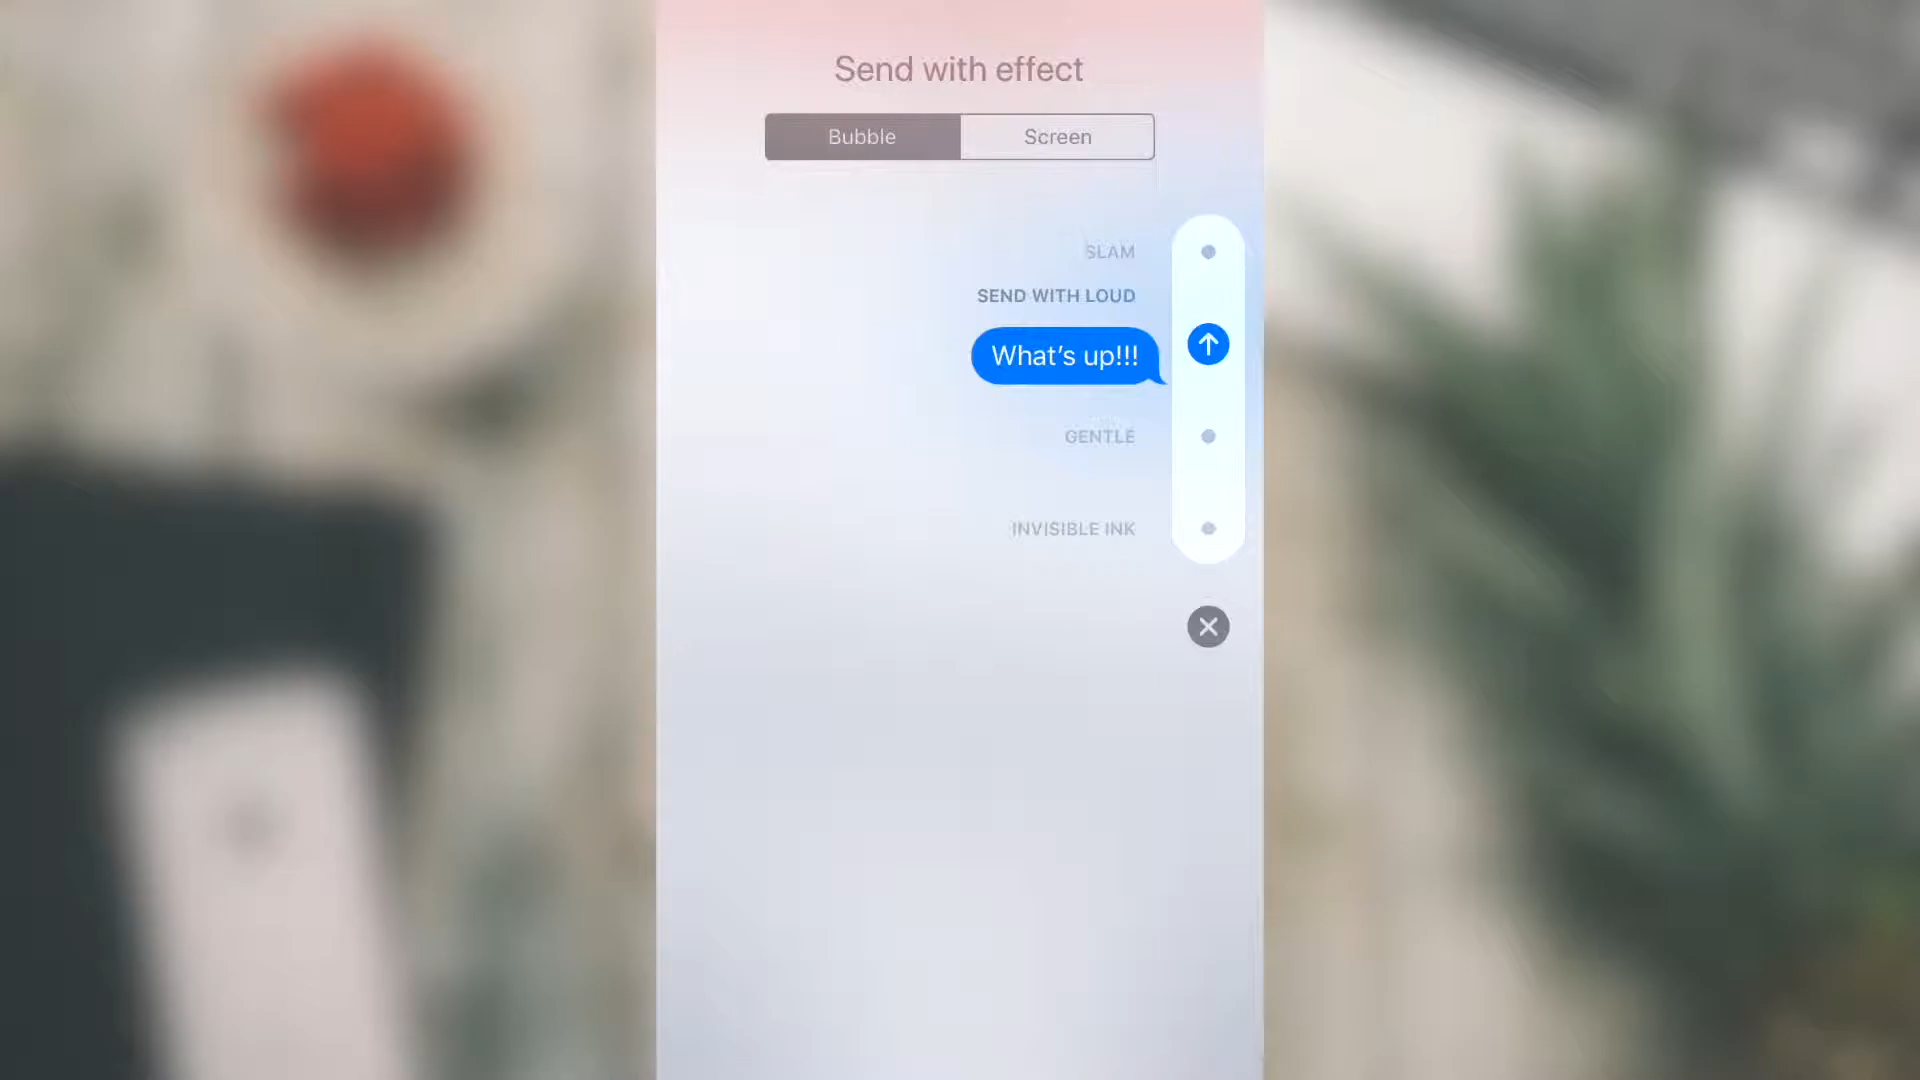 Send with effect
Bubble Screen
SLAM
SEND WITH LOUD
What's up!!!
GENTLE
INVISIBLE INK